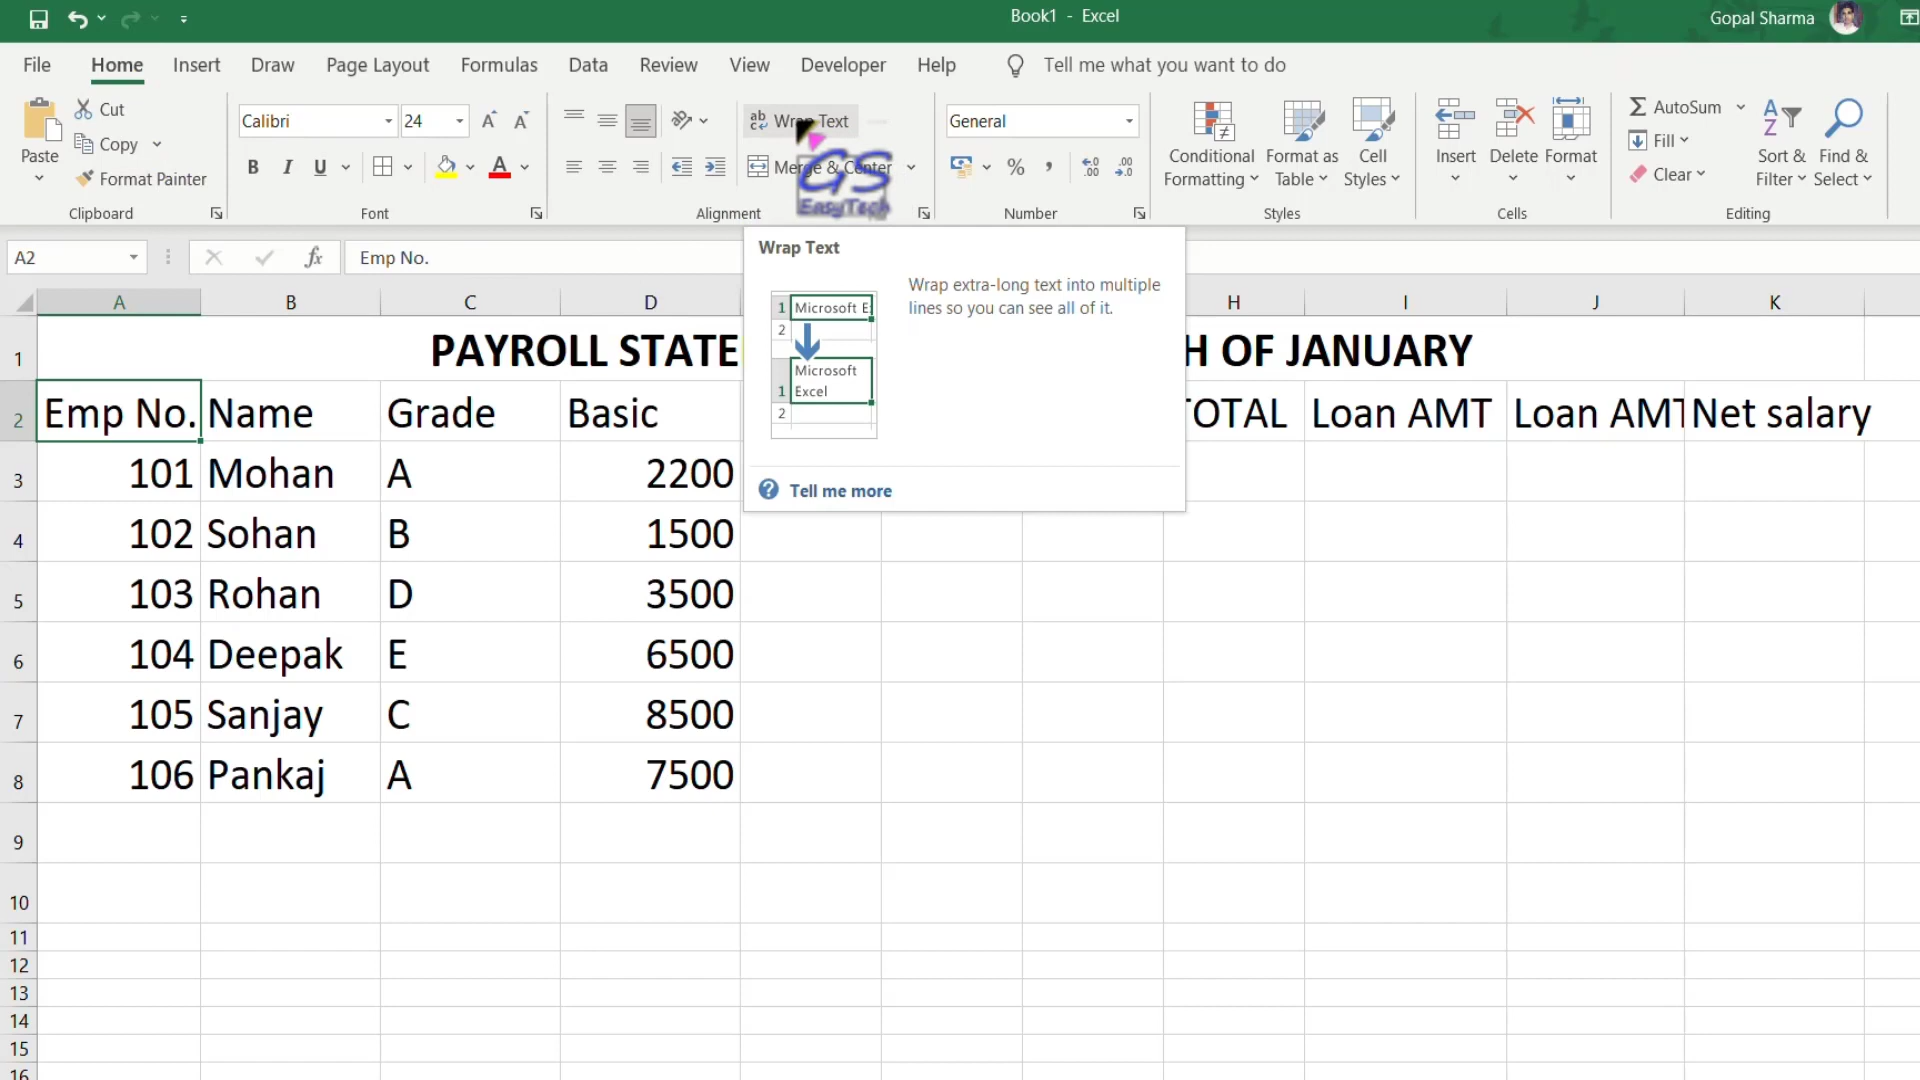 Book1 - Excel
Gopal Sharma
File Home Insert Draw Page Layout Formulas Data Review View Developer Help Tell me what you want to do
Paste
Cut
Copy
Format Painter
Clipboard
Calibri 24
B I U A
Font
Wrap Text
Merge & Center
Alignment
GS
EasyTech
General
%
Number
Conditional Formatting
Format as Table
Cell Styles
Styles
Insert
Delete
Format
Cells
AutoSum
Fill
Clear
Sort & Filter
Find & Select
Editing
A2 fx Emp No.
Wrap Text
Wrap extra-long text into multiple
lines so you can see all of it.
1 Microsoft E
2
Microsoft
1 Excel
2
Tell me more
A B C D H I J K
1 PAYROLL STATE H OF JANUARY
2 Emp No. Name Grade Basic TOTAL Loan AMT Loan AMT Net salary
3 101 Mohan A 2200
4 102 Sohan B 1500
5 103 Rohan D 3500
6 104 Deepak E 6500
7 105 Sanjay C 8500
8 106 Pankaj A 7500
9
10
11
12
13
14
15
16